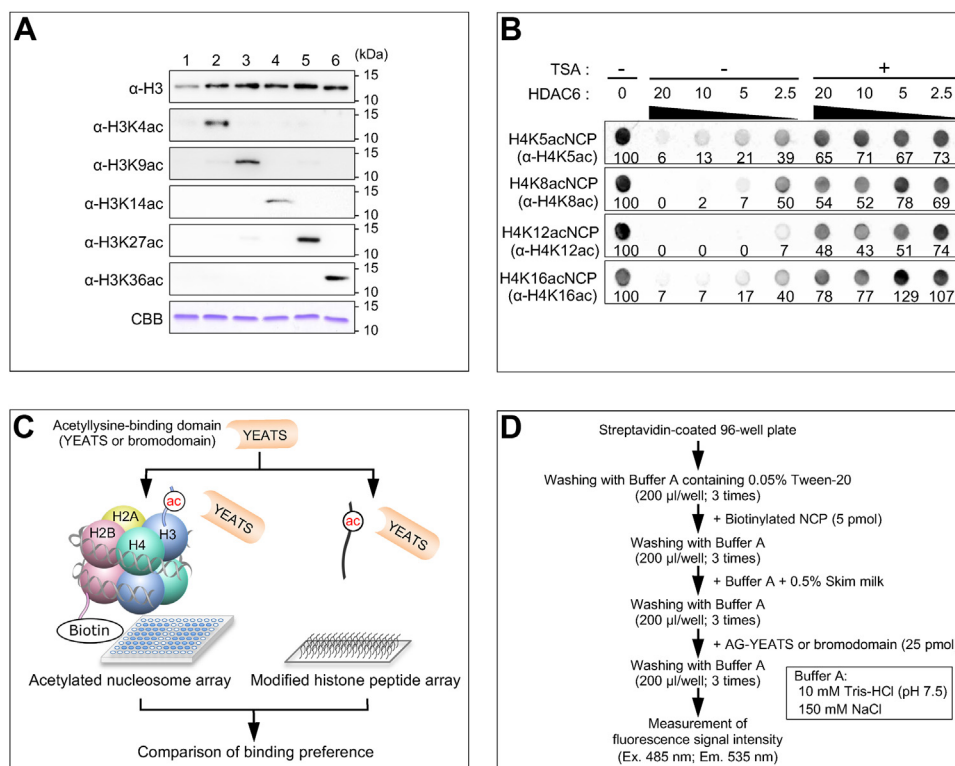 A
1 2 3 4 5 6 (kDa)
α-H3
15
10
α-H3K4ac
15
10
α-H3K9ac
15
10
α-H3K14ac
15
10
α-H3K27ac
15
10
α-H3K36ac
15
10
CBB
15
10
B
TSA : - - +
HDAC6 : 0 20 10 5 2.5 20 10 5 2.5
H4K5acNCP
(α-H4K5ac) 100 6 13 21 39 65 71 67 73
H4K8acNCP
(α-H4K8ac) 100 0 2 7 50 54 52 78 69
H4K12acNCP
(α-H4K12ac) 100 0 0 0 7 48 43 51 74
H4K16acNCP
(α-H4K16ac) 100 7 7 17 40 78 77 129 107
C
Acetyllysine-binding domain
(YEATS or bromodomain)
YEATS
ac
YEATS
H2A
H2B
H3
H4
Biotin
ac
YEATS
Acetylated nucleosome array
Modified histone peptide array
Comparison of binding preference
D
Streptavidin-coated 96-well plate
Washing with Buffer A containing 0.05% Tween-20
(200 µl/well; 3 times)
+ Biotinylated NCP (5 pmol)
Washing with Buffer A
(200 µl/well; 3 times)
+ Buffer A + 0.5% Skim milk
Washing with Buffer A
(200 µl/well; 3 times)
+ AG-YEATS or bromodomain (25 pmol
Washing with Buffer A
(200 µl/well; 3 times)
Buffer A:
10 mM Tris-HCl (pH 7.5)
150 mM NaCl
Measurement of
fluorescence signal intensity
(Ex. 485 nm; Em. 535 nm)